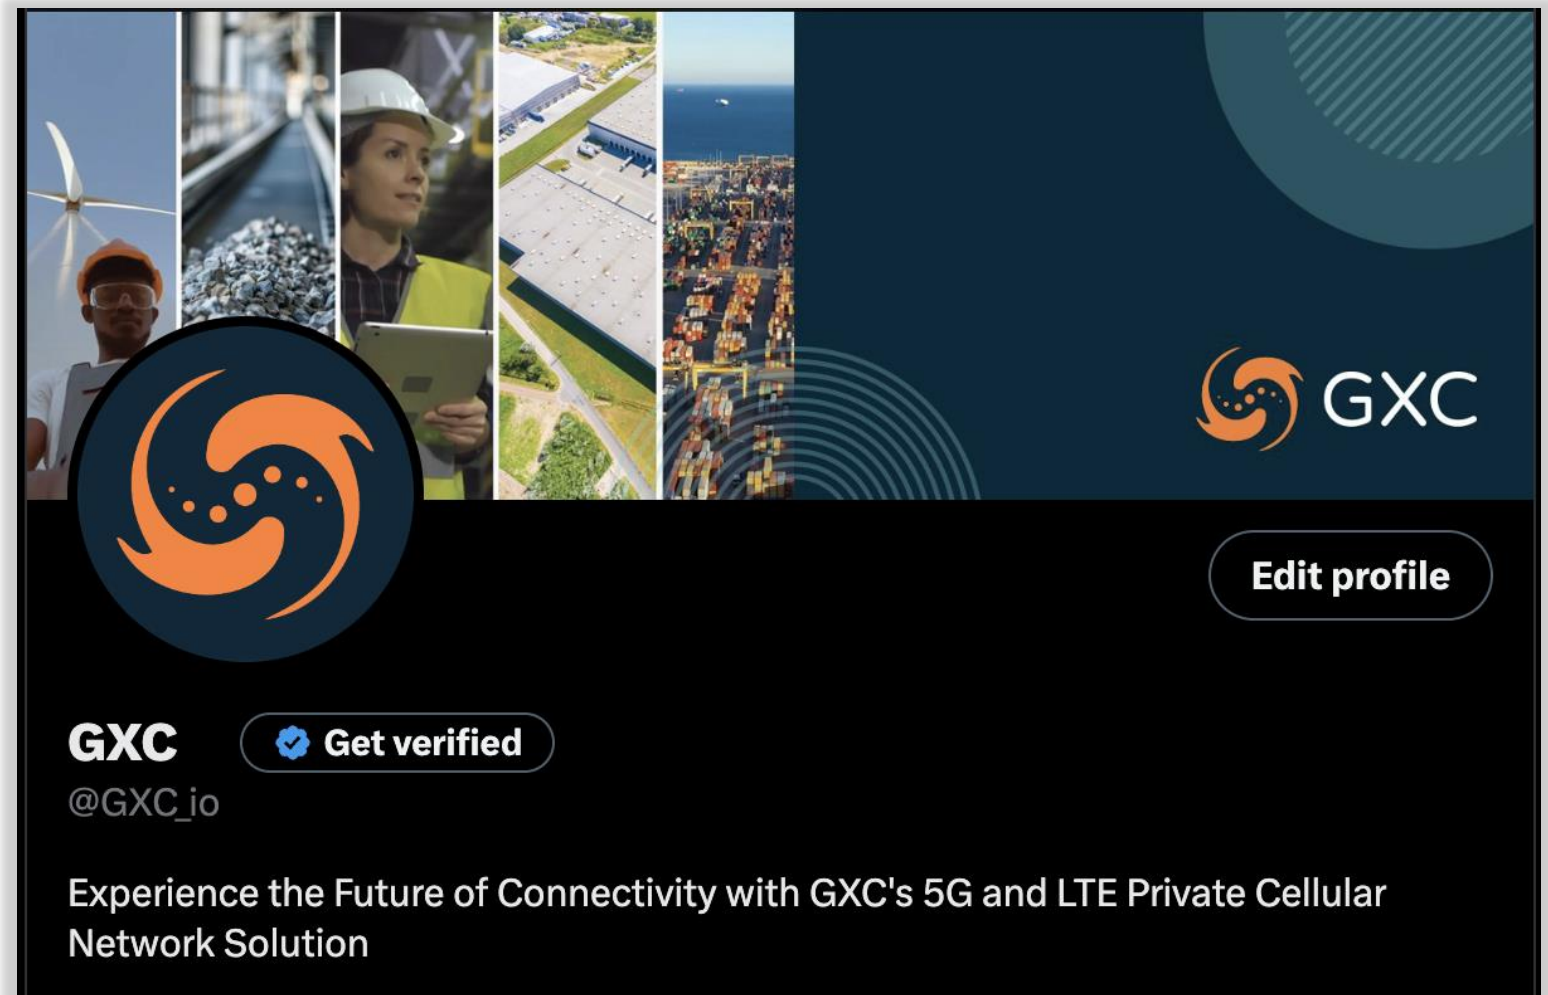 GXC
Edit profile
GXC
Get verified
@GXC_io
Experience the Future of Connectivity with GXC's 5G and LTE Private Cellular
Network Solution